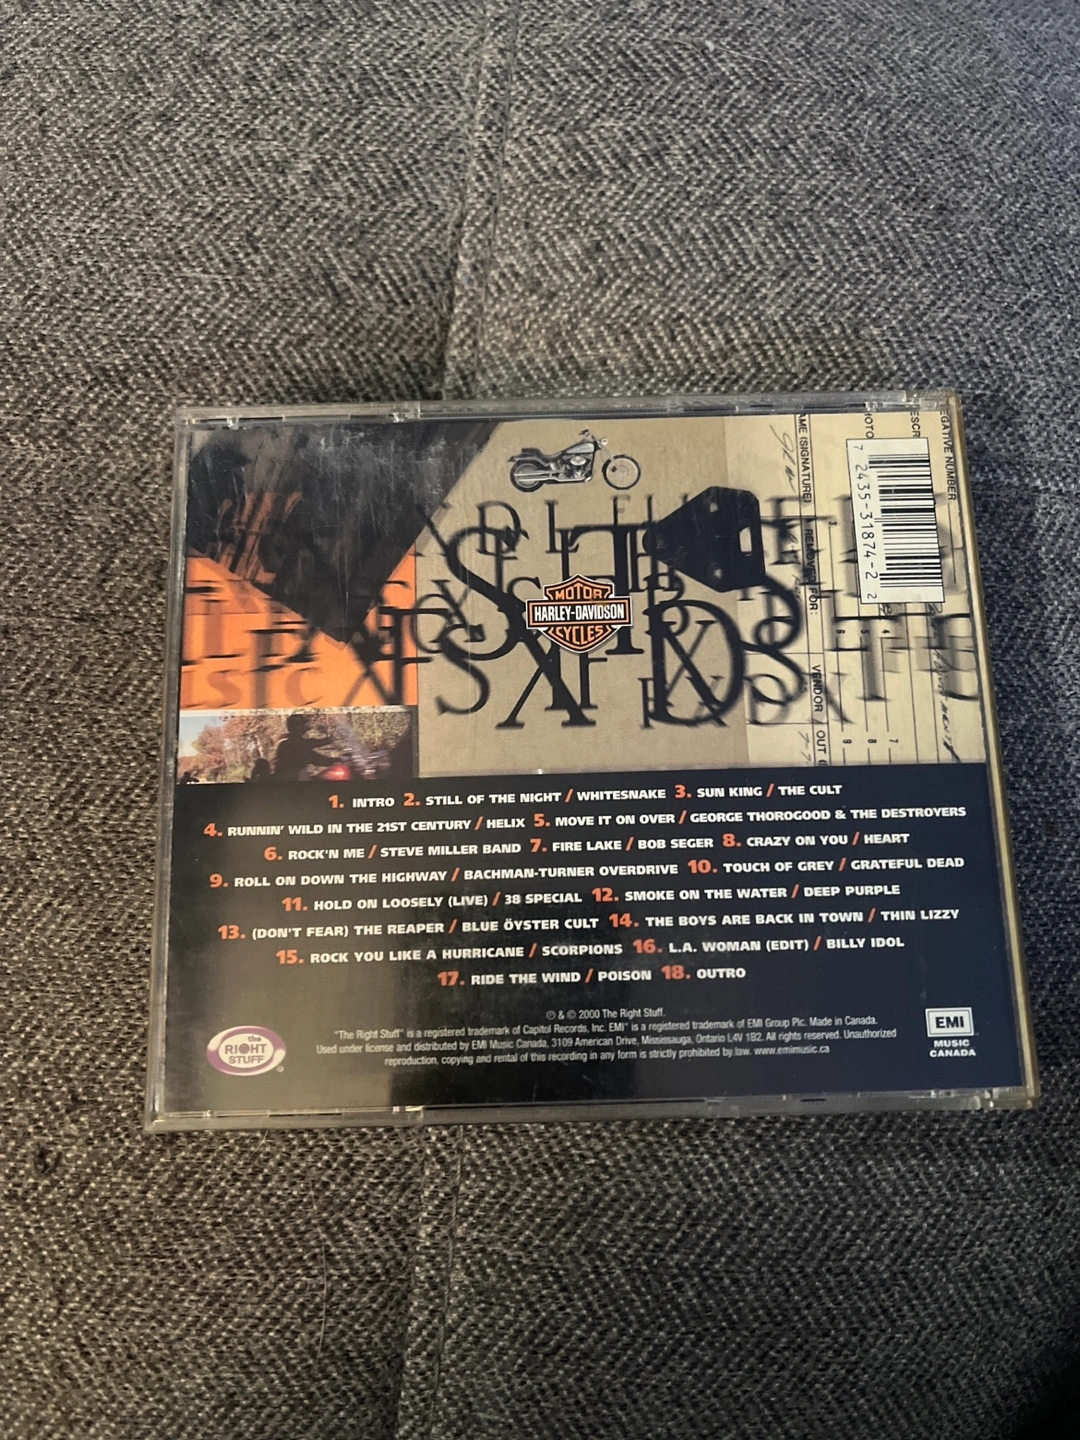 NEGATIVE NUMBER
NAME (SIGNATURE)
REMOVED FOR:
VENDOR / OUT
7 2435-31874-2 2
MOTOR
HARLEY-DAVIDSON
CYCLES
1. INTRO 2. STILL OF THE NIGHT / WHITESNAKE 3. SUN KING / THE CULT
4. RUNNIN' WILD IN THE 21ST CENTURY / HELIX 5. MOVE IT ON OVER / GEORGE THOROGOOD & THE DESTROYERS
6. ROCK'N ME / STEVE MILLER BAND 7. FIRE LAKE / BOB SEGER 8. CRAZY ON YOU / HEART
9. ROLL ON DOWN THE HIGHWAY / BACHMAN-TURNER OVERDRIVE 10. TOUCH OF GREY / GRATEFUL DEAD
11. HOLD ON LOOSELY (LIVE) / 38 SPECIAL 12. SMOKE ON THE WATER / DEEP PURPLE
13. (DON'T FEAR) THE REAPER / BLUE ÖYSTER CULT 14. THE BOYS ARE BACK IN TOWN / THIN LIZZY
15. ROCK YOU LIKE A HURRICANE / SCORPIONS 16. L.A. WOMAN (EDIT) / BILLY IDOL
17. RIDE THE WIND / POISON 18. OUTRO
℗ & © 2000 The Right Stuff.
"The Right Stuff" is a registered trademark of Capitol Records, Inc. EMI" is a registered trademark of EMI Group Plc. Made in Canada.
Used under license and distributed by EMI Music Canada, 3109 American Drive, Mississauga, Ontario L4V 1B2. All rights reserved. Unauthorized
reproduction, copying and rental of this recording in any form is strictly prohibited by law. www.emimusic.ca
the
RIGHT
STUFF
EMI
MUSIC
CANADA